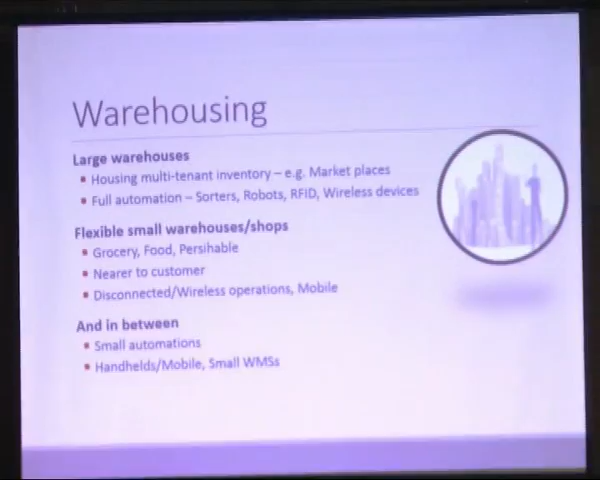 Warehousing
Large warehouses
Housing multi-tenant inventory – e.g. Market places
Full automation – Sorters, Robots, RFID, Wireless devices
Flexible small warehouses/shops
Grocery, Food, Persihable
Nearer to customer
Disconnected/Wireless operations, Mobile
And in between
Small automations
Handhelds/Mobile, Small WMSs